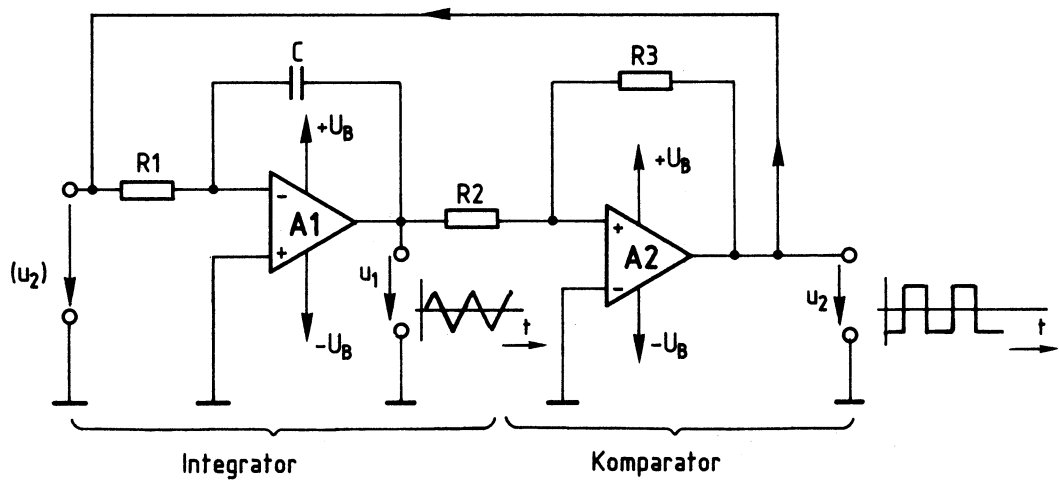 C
R3
+U_B
+U_B
R1
R2
-
A1
+
+
A2
-
(u_2)
u_1
t
-U_B
-U_B
u_2
t
Integrator
Komparator